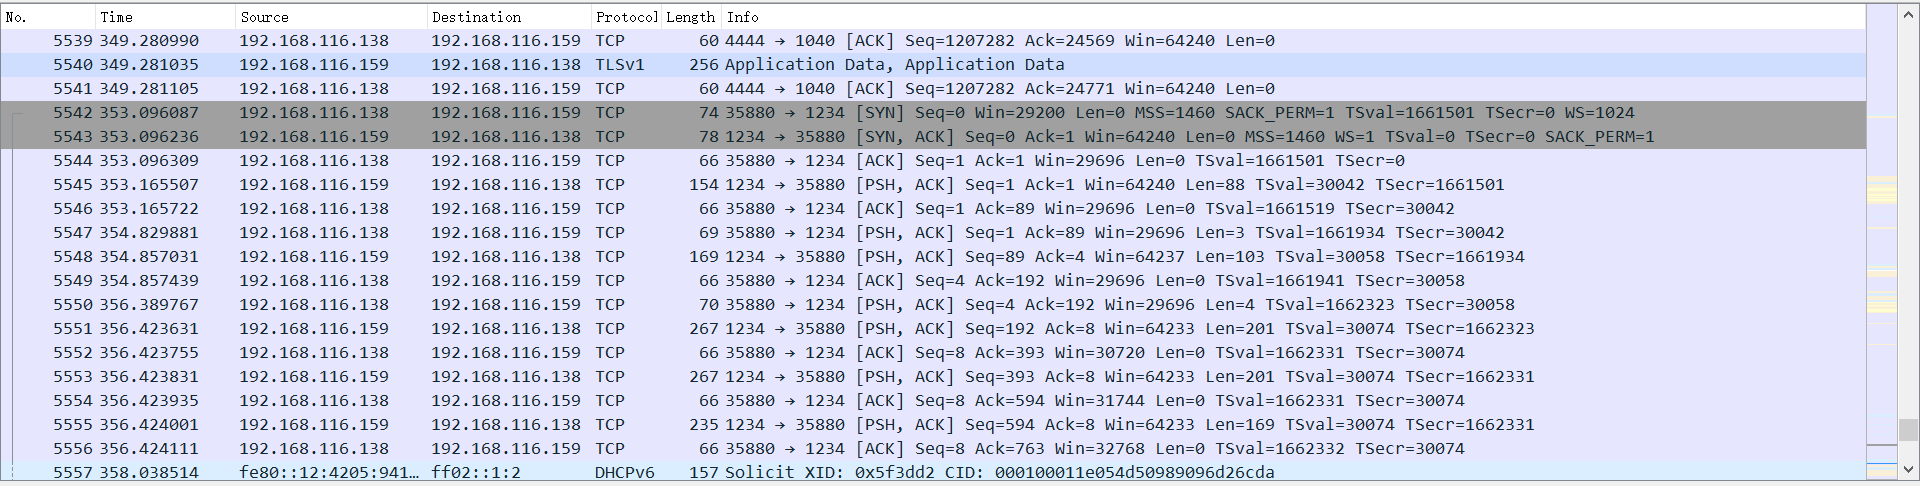 No. Time Source Destination Protocol Length Info
5539 349.280990 192.168.116.138 192.168.116.159 TCP 60 4444 → 1040 [ACK] Seq=1207282 Ack=24569 Win=64240 Len=0
5540 349.281035 192.168.116.159 192.168.116.138 TLSv1 256 Application Data, Application Data
5541 349.281105 192.168.116.138 192.168.116.159 TCP 60 4444 → 1040 [ACK] Seq=1207282 Ack=24771 Win=64240 Len=0
5542 353.096087 192.168.116.138 192.168.116.159 TCP 74 35880 → 1234 [SYN] Seq=0 Win=29200 Len=0 MSS=1460 SACK_PERM=1 TSval=1661501 TSecr=0 WS=1024
5543 353.096236 192.168.116.159 192.168.116.138 TCP 78 1234 → 35880 [SYN, ACK] Seq=0 Ack=1 Win=64240 Len=0 MSS=1460 WS=1 TSval=0 TSecr=0 SACK_PERM=1
5544 353.096309 192.168.116.138 192.168.116.159 TCP 66 35880 → 1234 [ACK] Seq=1 Ack=1 Win=29696 Len=0 TSval=1661501 TSecr=0
5545 353.165507 192.168.116.159 192.168.116.138 TCP 154 1234 → 35880 [PSH, ACK] Seq=1 Ack=1 Win=64240 Len=88 TSval=30042 TSecr=1661501
5546 353.165722 192.168.116.138 192.168.116.159 TCP 66 35880 → 1234 [ACK] Seq=1 Ack=89 Win=29696 Len=0 TSval=1661519 TSecr=30042
5547 354.829881 192.168.116.138 192.168.116.159 TCP 69 35880 → 1234 [PSH, ACK] Seq=1 Ack=89 Win=29696 Len=3 TSval=1661934 TSecr=30042
5548 354.857031 192.168.116.159 192.168.116.138 TCP 169 1234 → 35880 [PSH, ACK] Seq=89 Ack=4 Win=64237 Len=103 TSval=30058 TSecr=1661934
5549 354.857439 192.168.116.138 192.168.116.159 TCP 66 35880 → 1234 [ACK] Seq=4 Ack=192 Win=29696 Len=0 TSval=1661941 TSecr=30058
5550 356.389767 192.168.116.138 192.168.116.159 TCP 70 35880 → 1234 [PSH, ACK] Seq=4 Ack=192 Win=29696 Len=4 TSval=1662323 TSecr=30058
5551 356.423631 192.168.116.159 192.168.116.138 TCP 267 1234 → 35880 [PSH, ACK] Seq=192 Ack=8 Win=64233 Len=201 TSval=30074 TSecr=1662323
5552 356.423755 192.168.116.138 192.168.116.159 TCP 66 35880 → 1234 [ACK] Seq=8 Ack=393 Win=30720 Len=0 TSval=1662331 TSecr=30074
5553 356.423831 192.168.116.159 192.168.116.138 TCP 267 1234 → 35880 [PSH, ACK] Seq=393 Ack=8 Win=64233 Len=201 TSval=30074 TSecr=1662331
5554 356.423935 192.168.116.138 192.168.116.159 TCP 66 35880 → 1234 [ACK] Seq=8 Ack=594 Win=31744 Len=0 TSval=1662331 TSecr=30074
5555 356.424001 192.168.116.159 192.168.116.138 TCP 235 1234 → 35880 [PSH, ACK] Seq=594 Ack=8 Win=64233 Len=169 TSval=30074 TSecr=1662331
5556 356.424111 192.168.116.138 192.168.116.159 TCP 66 35880 → 1234 [ACK] Seq=8 Ack=763 Win=32768 Len=0 TSval=1662332 TSecr=30074
5557 358.038514 fe80::12:4205:941… ff02::1:2 DHCPv6 157 Solicit XID: 0x5f3dd2 CID: 000100011e054d50989096d26cda